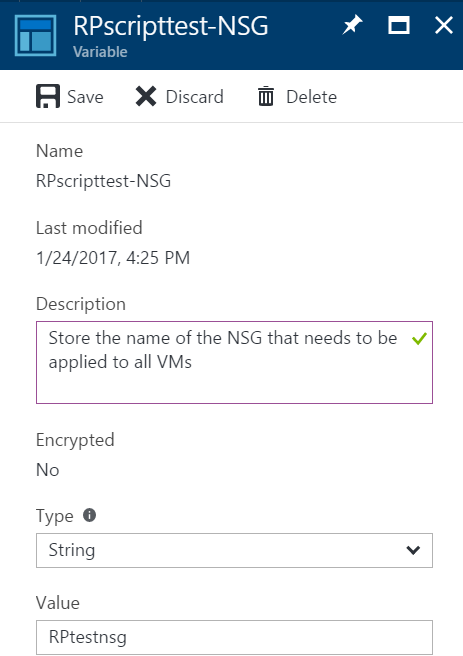 RPscripttest-NSG
Variable
Save Discard Delete
Name
RPscripttest-NSG
Last modified
1/24/2017, 4:25 PM
Description
Store the name of the NSG that needs to be
applied to all VMs
Encrypted
No
Type
String
Value
RPtestnsg